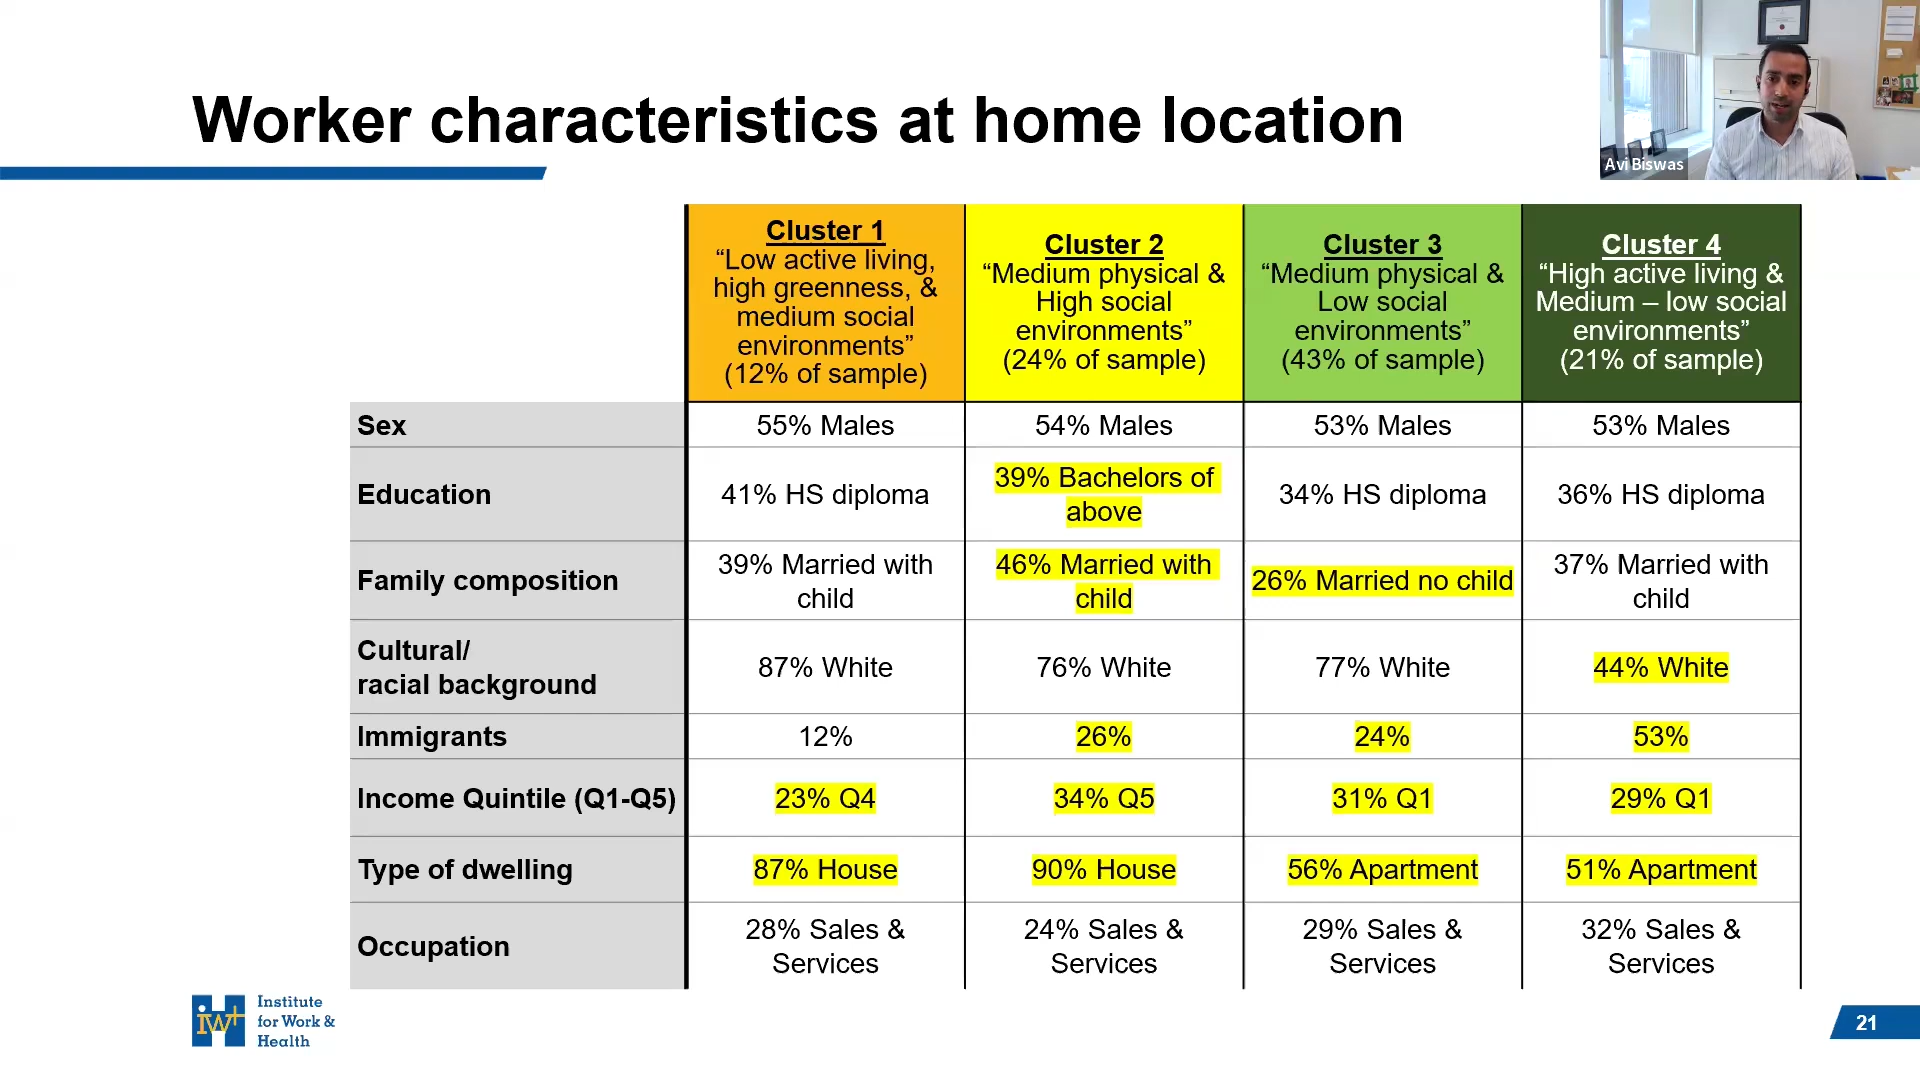 Worker characteristics at home location
Avi Biswas
Cluster 1
“Low active living,
high greenness, &
medium social
environments”
(12% of sample)
Cluster 2
“Medium physical &
High social
environments”
(24% of sample)
Cluster 3
“Medium physical &
Low social
environments”
(43% of sample)
Cluster 4
“High active living &
Medium – low social
environments”
(21% of sample)
Sex
55% Males
54% Males
53% Males
53% Males
Education
41% HS diploma
39% Bachelors of
above
34% HS diploma
36% HS diploma
Family composition
39% Married with
child
46% Married with
child
26% Married no child
37% Married with
child
Cultural/
racial background
87% White
76% White
77% White
44% White
Immigrants
12%
26%
24%
53%
Income Quintile (Q1-Q5)
23% Q4
34% Q5
31% Q1
29% Q1
Type of dwelling
87% House
90% House
56% Apartment
51% Apartment
Occupation
28% Sales &
Services
24% Sales &
Services
29% Sales &
Services
32% Sales &
Services
iw+
Institute
for Work &
Health
21